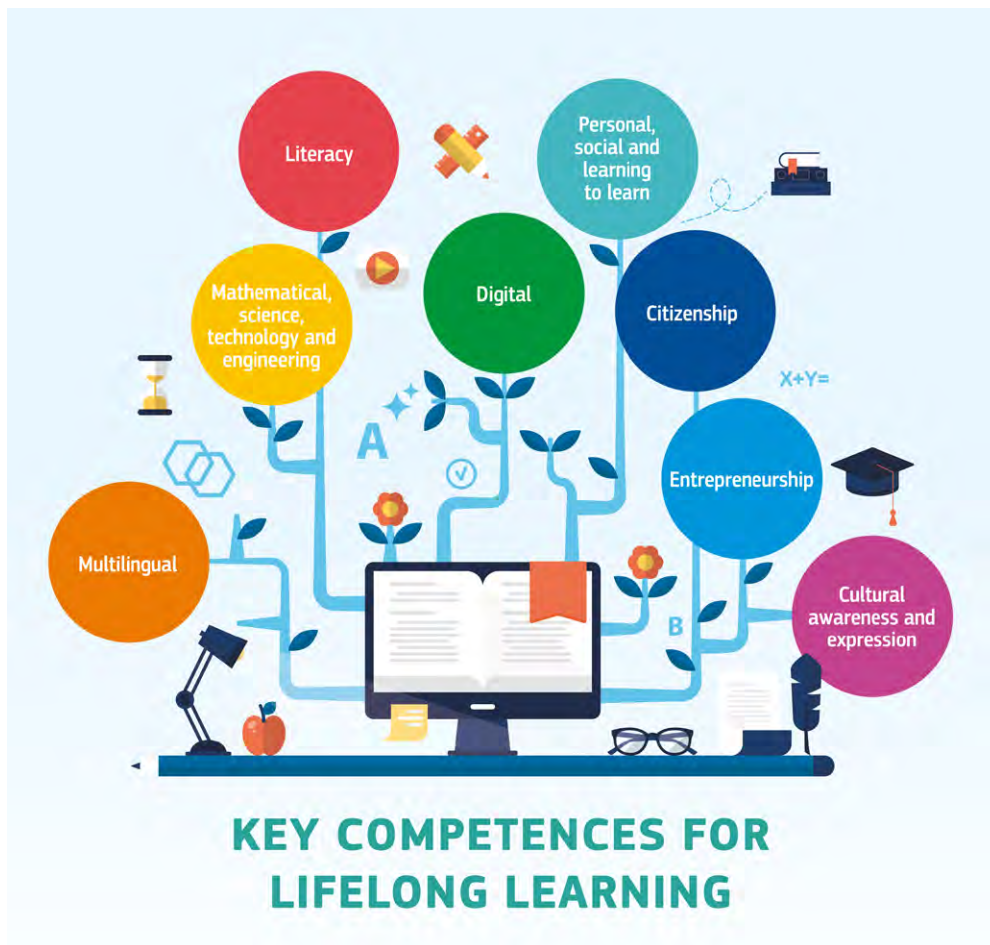 Literacy
Personal,
social and
learning
to learn
Mathematical,
science,
technology and
engineering
Digital
Citizenship
X+Y=
A
Entrepreneurship
Multilingual
Cultural
awareness and
expression
B
KEY COMPETENCES FOR
LIFELONG LEARNING